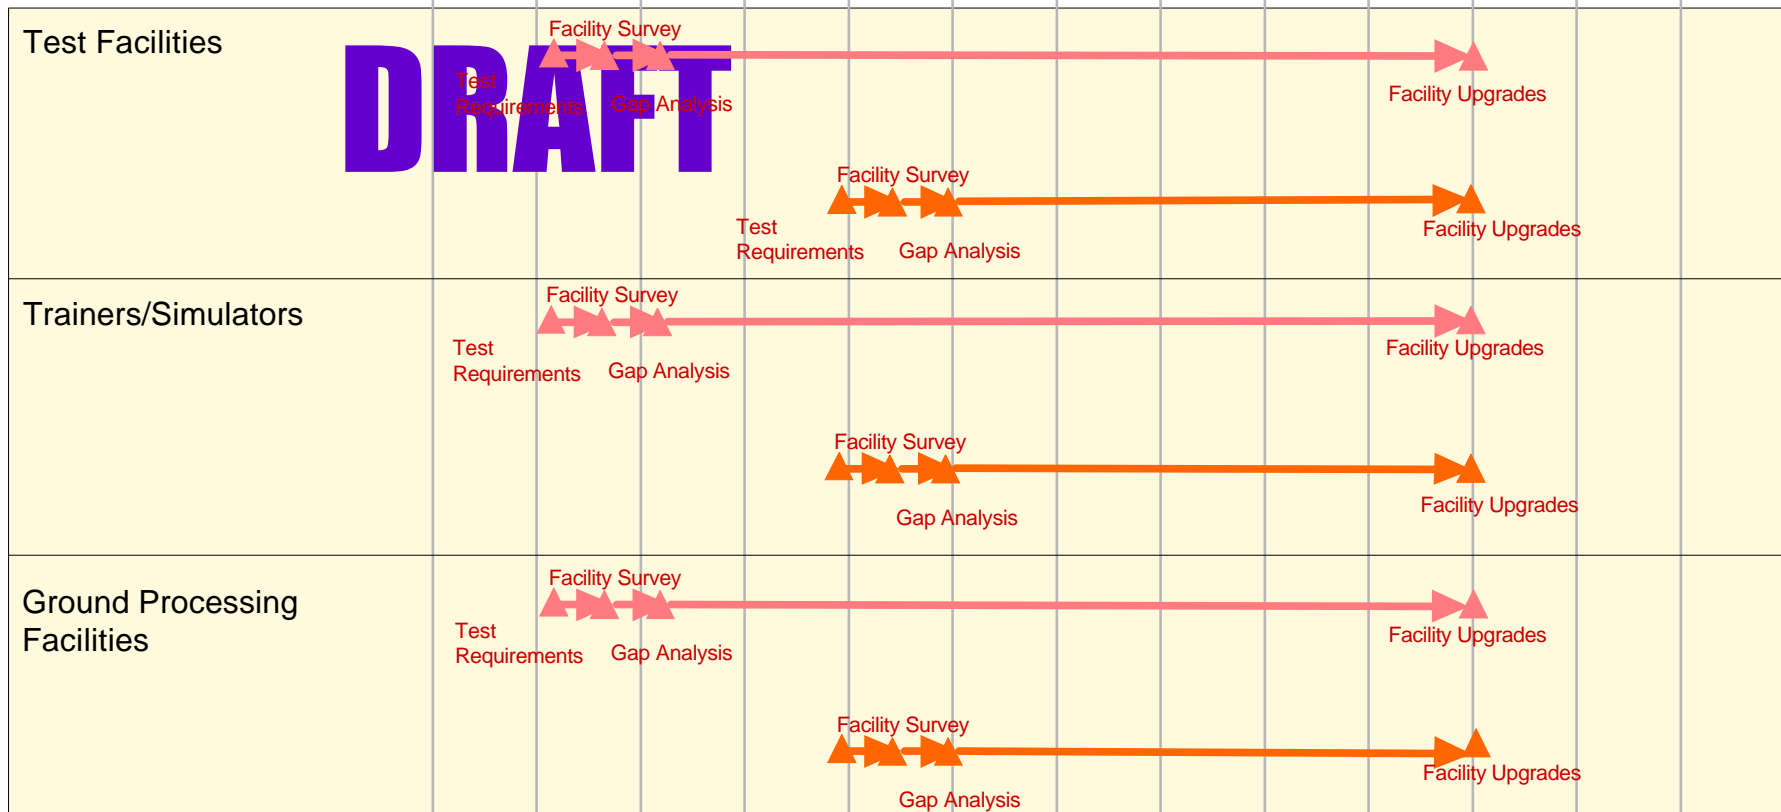 Test Facilities
DRAFT
Facility Survey
Test
Requirements
Gap Analysis
Facility Upgrades
Facility Survey
Test
Requirements
Gap Analysis
Facility Upgrades
Trainers/Simulators
Facility Survey
Test
Requirements
Gap Analysis
Facility Upgrades
Facility Survey
Gap Analysis
Facility Upgrades
Ground Processing
Facilities
Facility Survey
Test
Requirements
Gap Analysis
Facility Upgrades
Facility Survey
Gap Analysis
Facility Upgrades